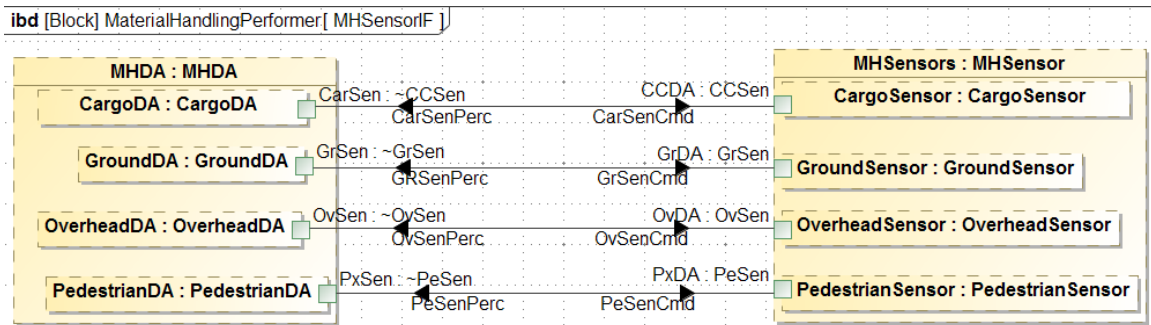 ibd [Block] MaterialHandlingPerformer[ MHSensorIF ]
MHDA : MHDA
MHSensors : MHSensor
CargoDA : CargoDA
CarSen : ~CCSen
CCDA : CCSen
CargoSensor : CargoSensor
CarSenPerc
CarSenCmd
GroundDA : GroundDA
GrSen : ~GrSen
GrDA : GrSen
GroundSensor : GroundSensor
GRSenPerc
GrSenCmd
OverheadDA : OverheadDA
OvSen : ~OvSen
OvDA : OvSen
OverheadSensor : OverheadSensor
OvSenPerc
OvSenCmd
PedestrianDA : PedestrianDA
PxSen : ~PeSen
PxDA : PeSen
PedestrianSensor : PedestrianSensor
PeSenPerc
PeSenCmd